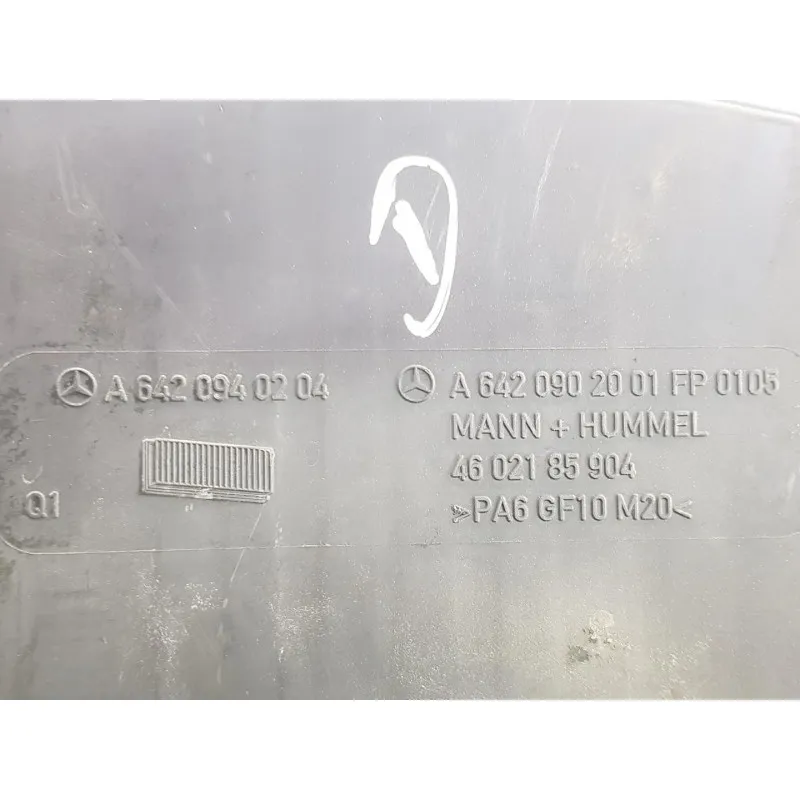 A 642 094 02 04
Q1
A 642 090 20 01 FP 0105
MANN + HUMMEL
46 021 85 904
>PA6 GF10 M20<